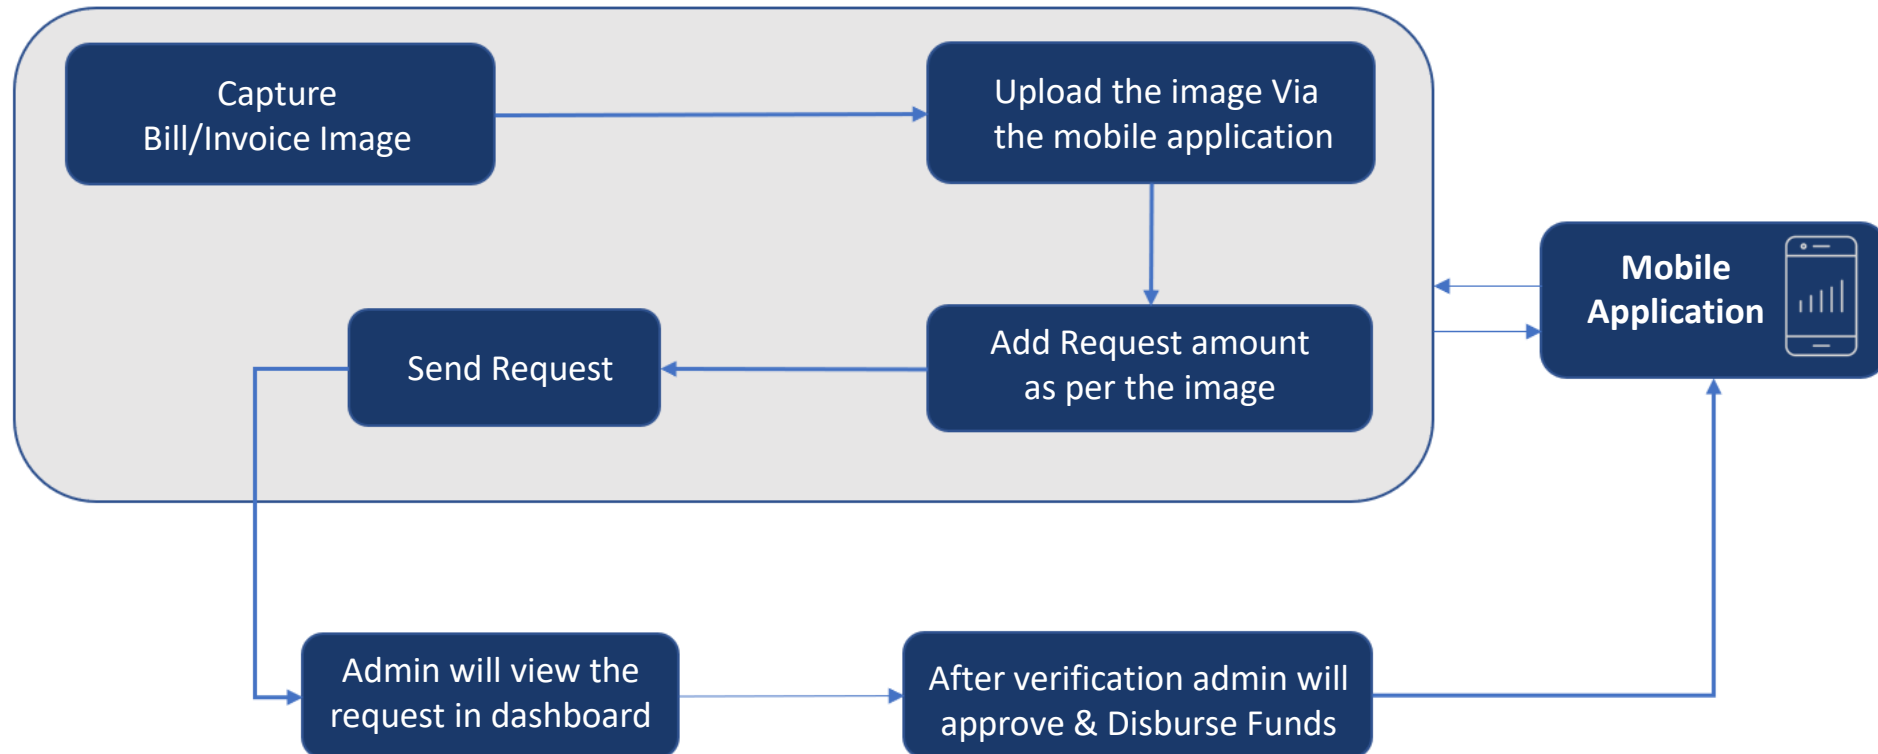 Capture
Bill/Invoice Image
Upload the image Via
the mobile application
Mobile
Application
Add Request amount
as per the image
Send Request
Admin will view the
request in dashboard
After verification admin will
approve & Disburse Funds